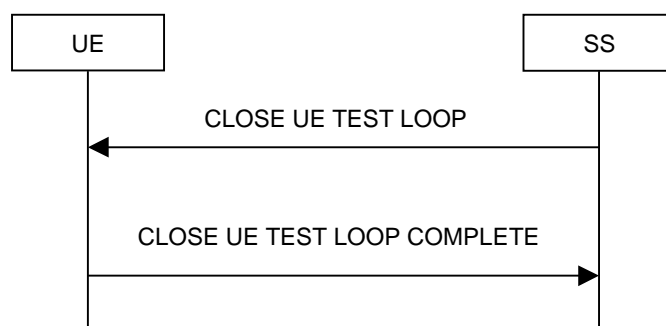 UE
SS
CLOSE UE TEST LOOP
CLOSE UE TEST LOOP COMPLETE